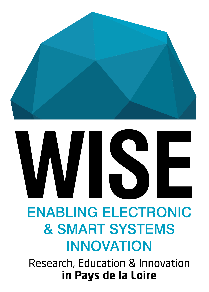 WISE
ENABLING ELECTRONIC
& SMART SYSTEMS
INNOVATION
Research, Education & Innovation
in Pays de la Loire